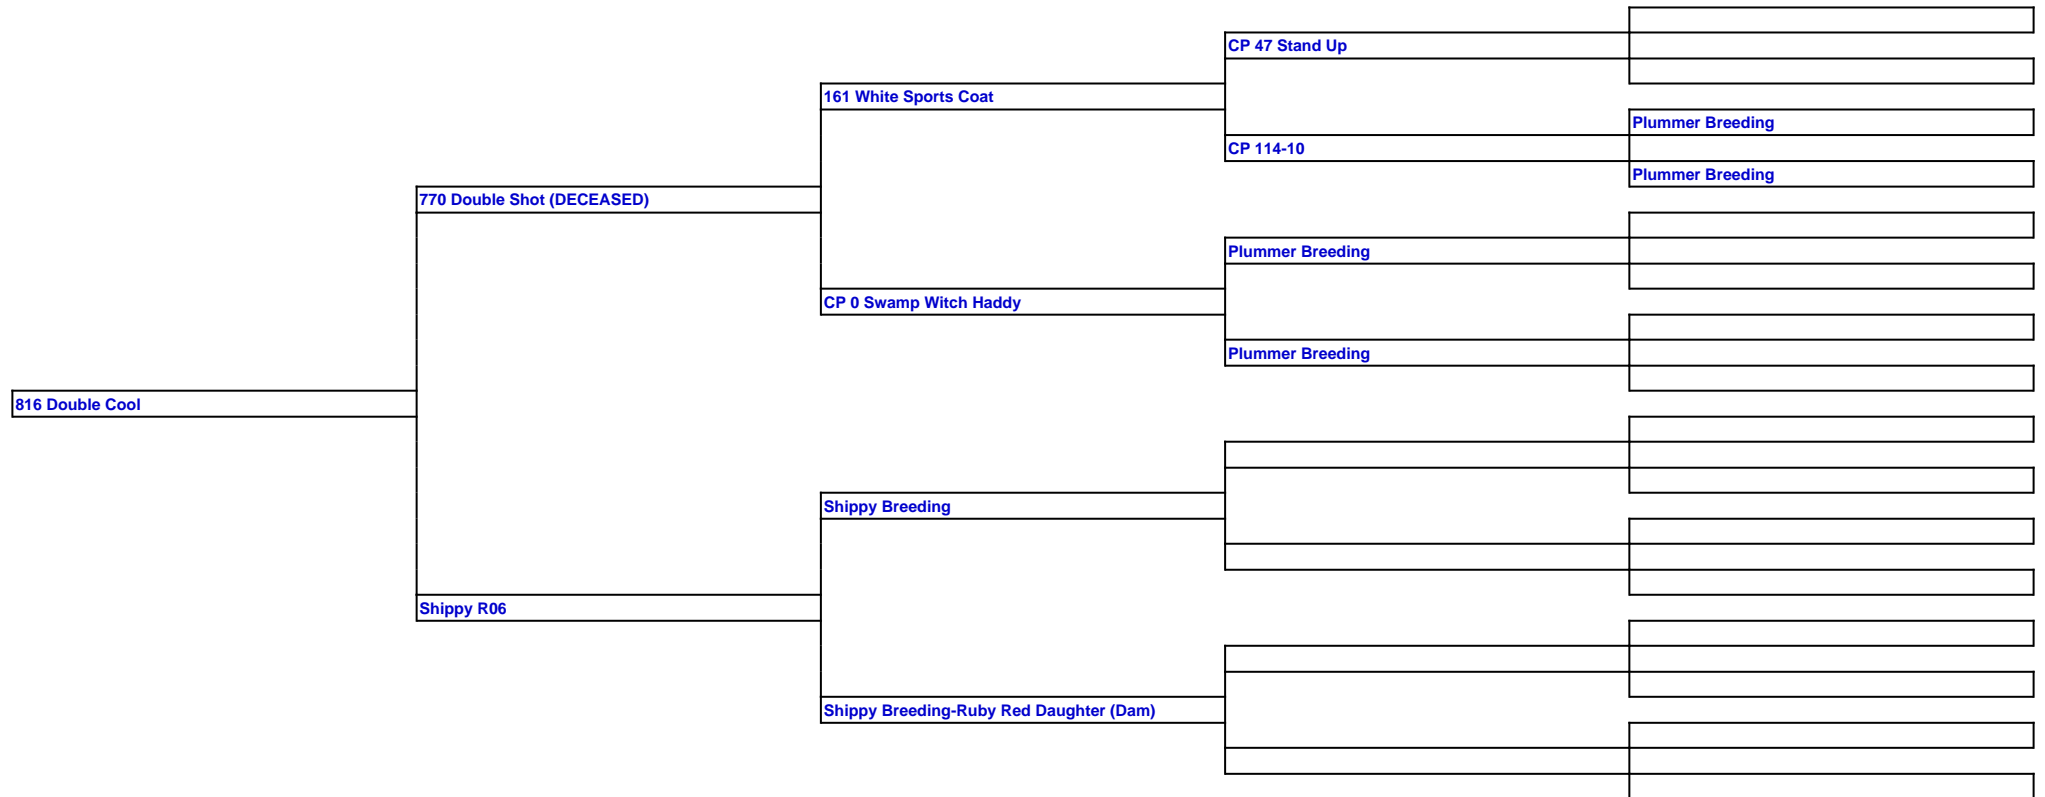 CP 47 Stand Up
161 White Sports Coat
Plummer Breeding
CP 114-10
Plummer Breeding
770 Double Shot (DECEASED)
Plummer Breeding
CP 0 Swamp Witch Haddy
Plummer Breeding
816 Double Cool
Shippy Breeding
Shippy R06
Shippy Breeding-Ruby Red Daughter (Dam)